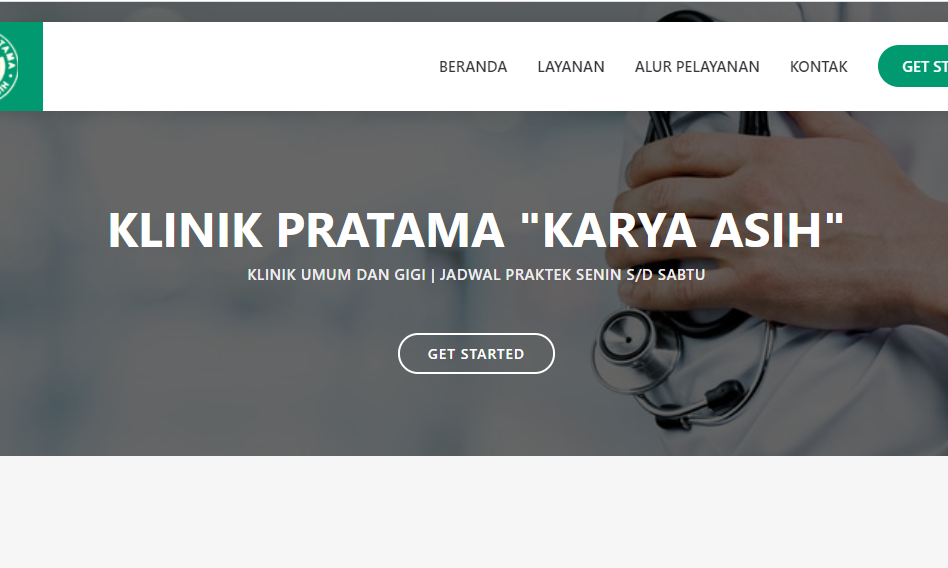 BERANDA LAYANAN ALUR PELAYANAN KONTAK GET ST
KLINIK PRATAMA "KARYA ASIH"
KLINIK UMUM DAN GIGI | JADWAL PRAKTEK SENIN S/D SABTU
GET STARTED